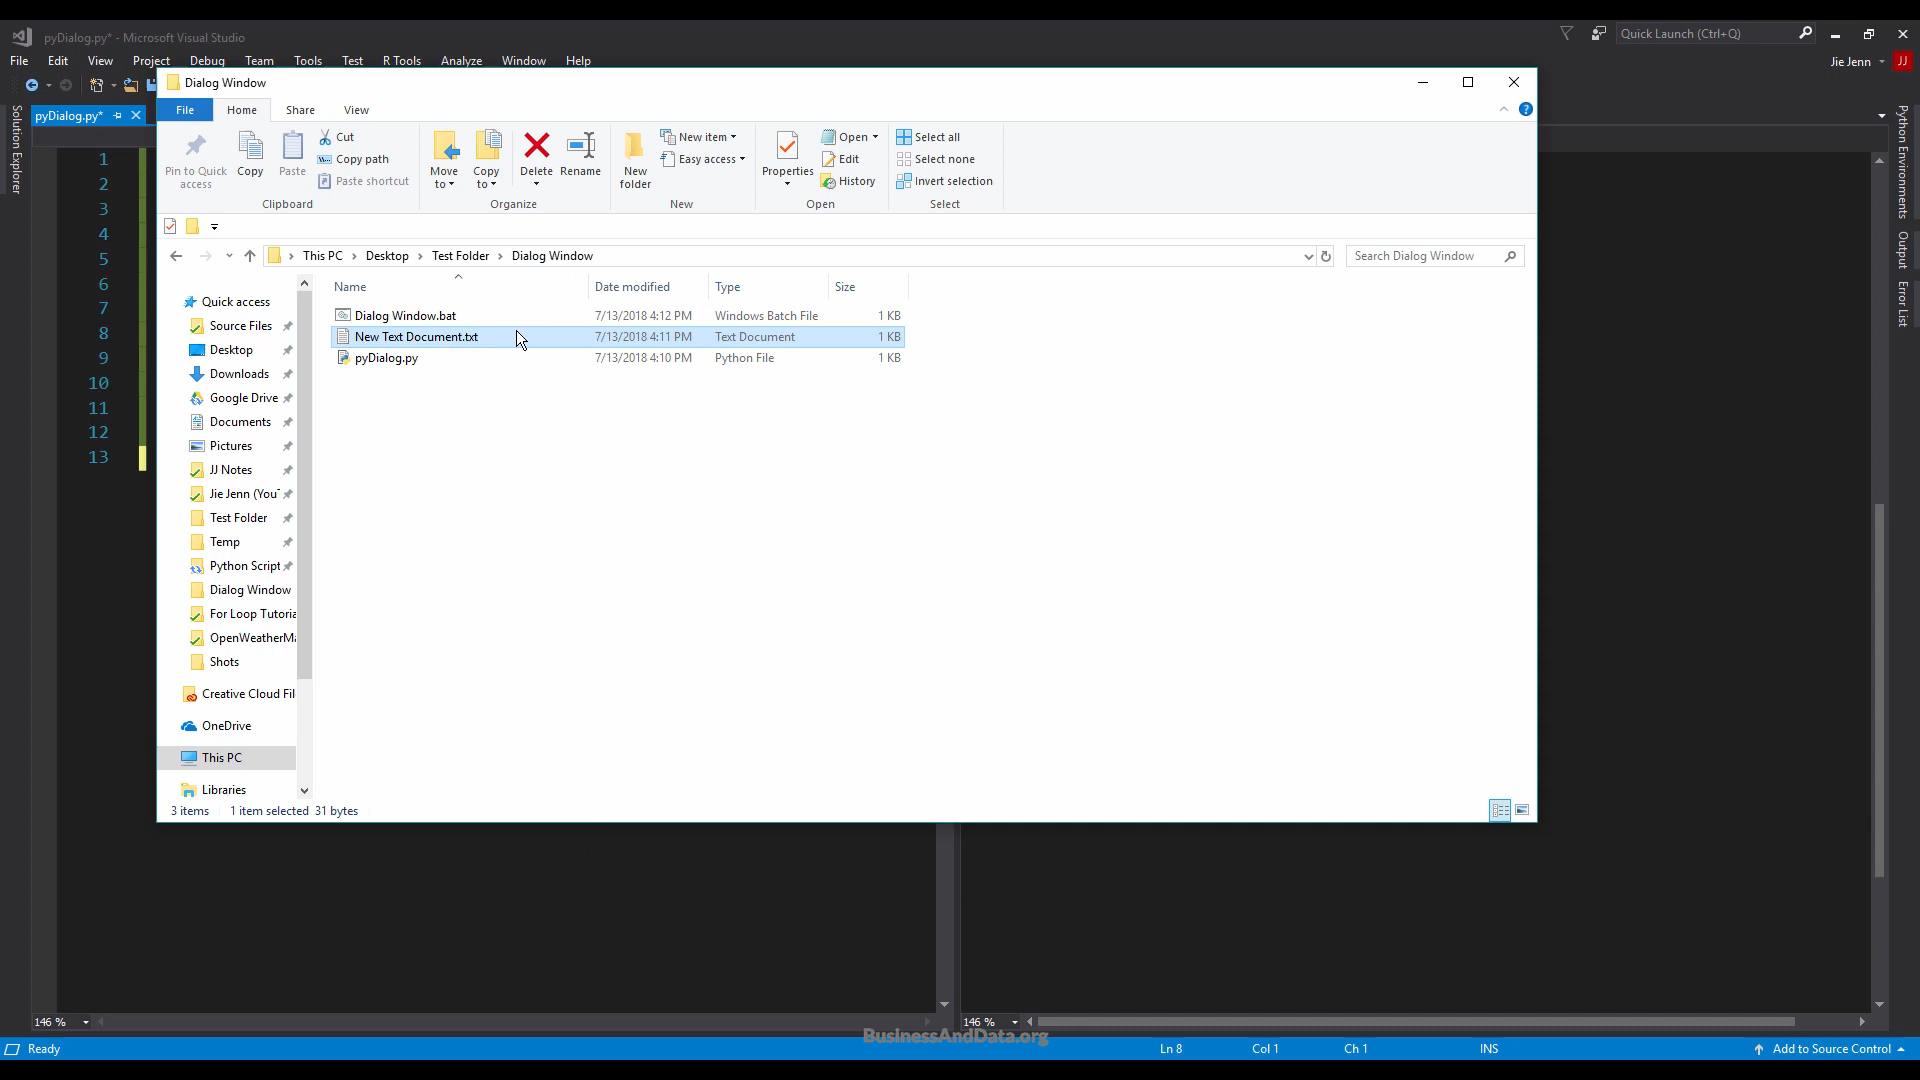 pyDialog.py* - Microsoft Visual Studio
Quick Launch (Ctrl+Q)
File Edit View Project Debug Team Tools Test R Tools Analyze Window Help
Jie Jenn JJ
pyDialog.py*
Solution Explorer
Python Environments
Output
Error List
1
2
3
4
5
6
7
8
9
10
11
12
13
Dialog Window
File Home Share View
Pin to Quick access
Copy
Paste
Cut
Copy path
Paste shortcut
Clipboard
Move to
Copy to
Delete
Rename
Organize
New folder
New item
Easy access
New
Properties
Open
Edit
History
Open
Select all
Select none
Invert selection
Select
This PC > Desktop > Test Folder > Dialog Window
Search Dialog Window
Name Date modified Type Size
Dialog Window.bat 7/13/2018 4:12 PM Windows Batch File 1 KB
New Text Document.txt 7/13/2018 4:11 PM Text Document 1 KB
pyDialog.py 7/13/2018 4:10 PM Python File 1 KB
Quick access
Source Files
Desktop
Downloads
Google Drive
Documents
Pictures
JJ Notes
Jie Jenn (You
Test Folder
Temp
Python Script
Dialog Window
For Loop Tutoria
OpenWeatherMa
Shots
Creative Cloud Fil
OneDrive
This PC
Libraries
3 items 1 item selected 31 bytes
146 %
146 %
BusinessAndData.org
Ready
Ln 8 Col 1 Ch 1 INS
Add to Source Control